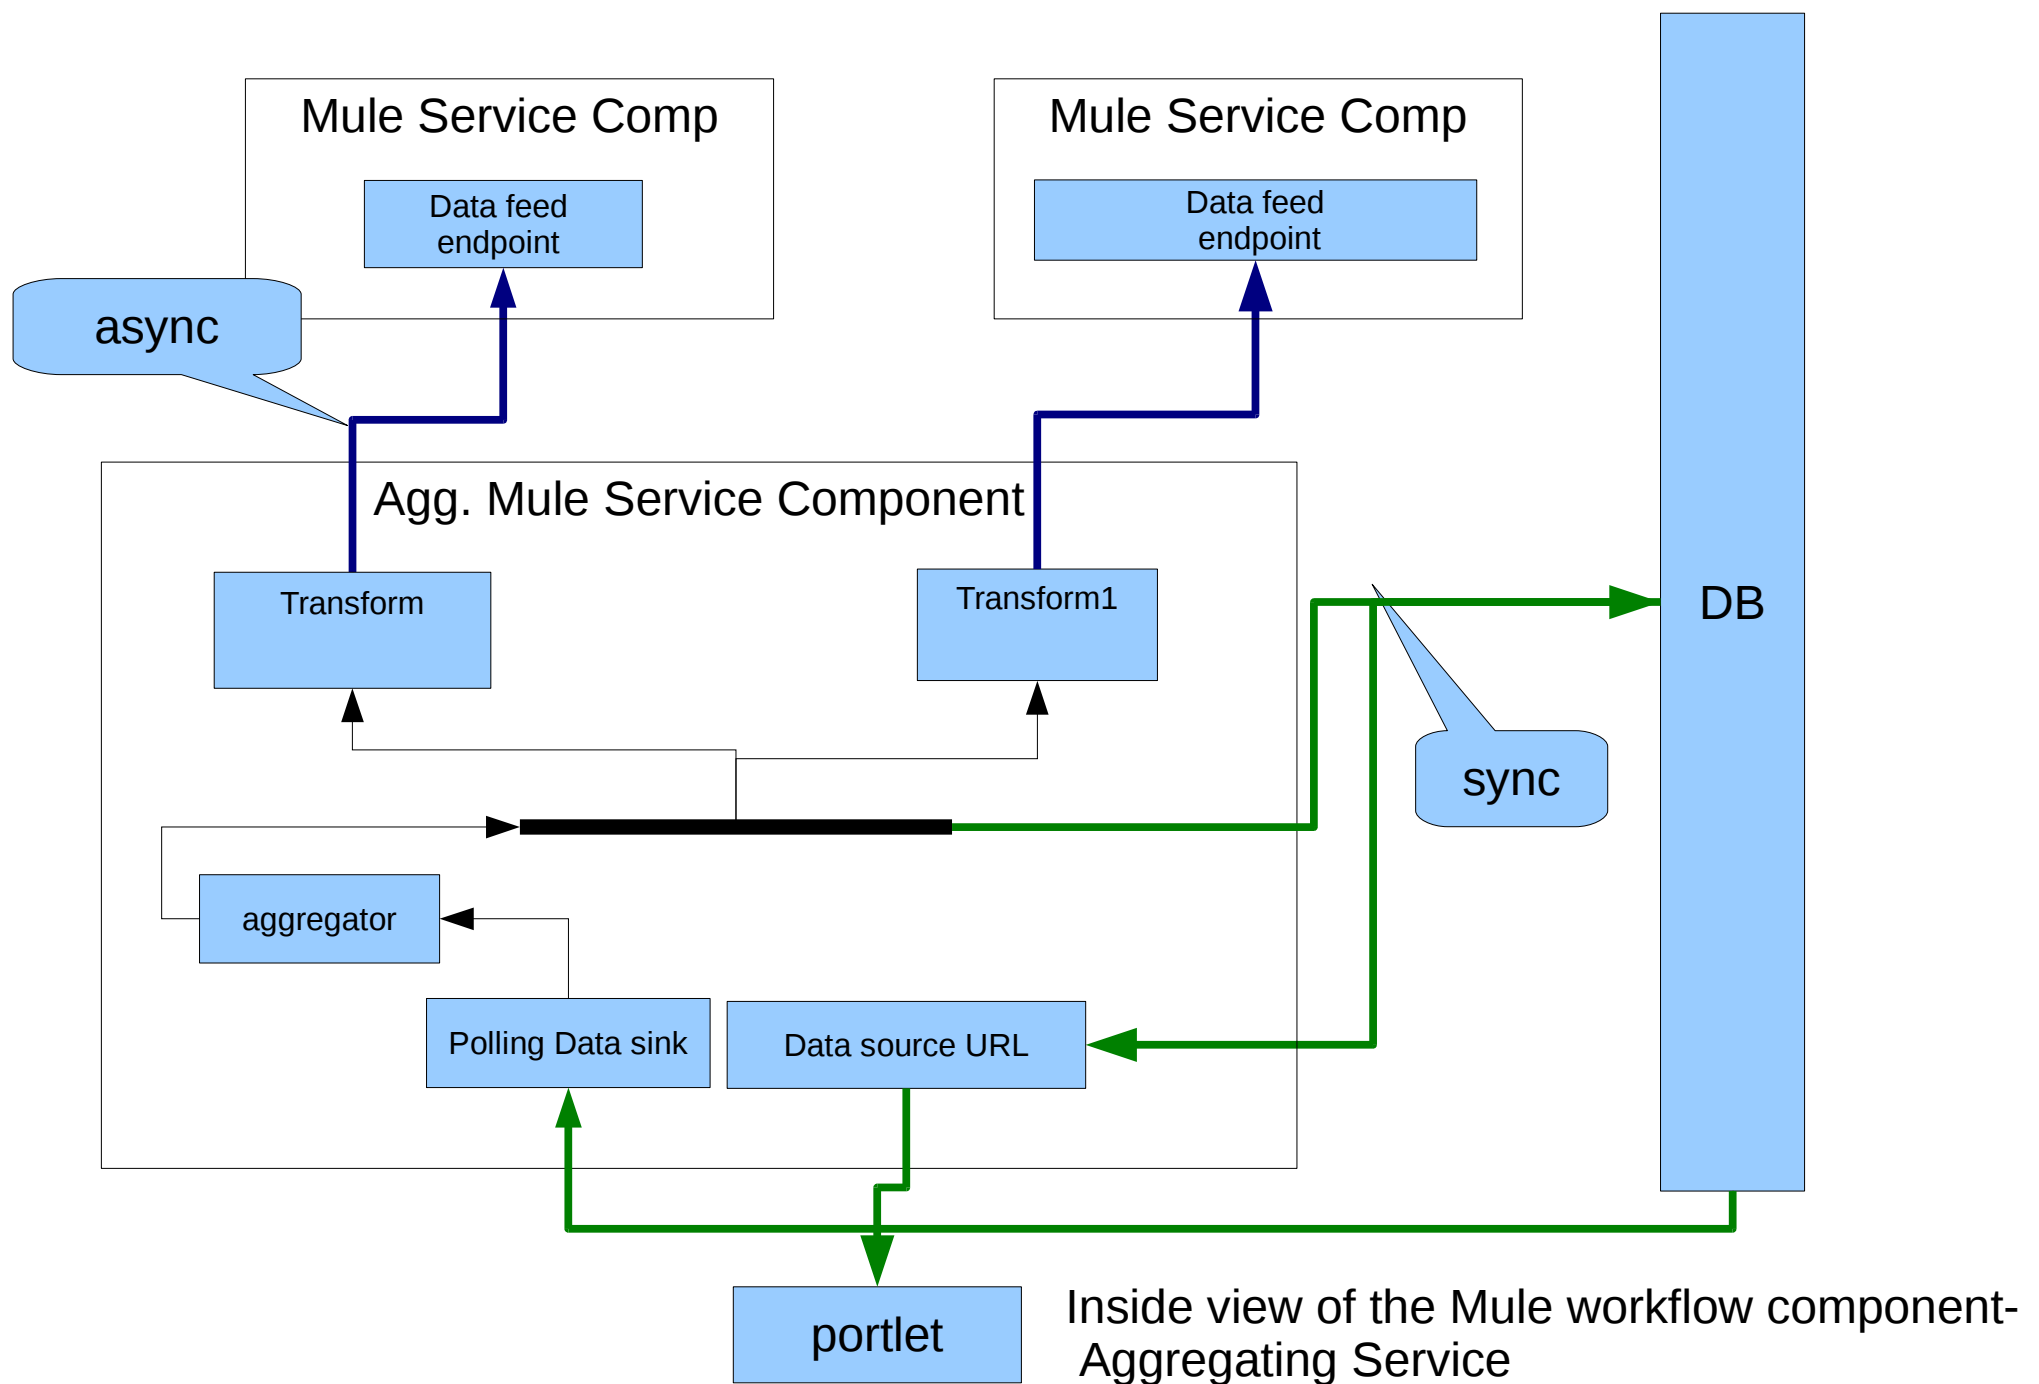 Mule Service Comp
Mule Service Comp
Data feed
endpoint
Data feed
endpoint
async
Agg. Mule Service Component
Transform
Transform1
DB
sync
aggregator
Polling Data sink
Data source URL
portlet
Inside view of the Mule workflow component-
Aggregating Service